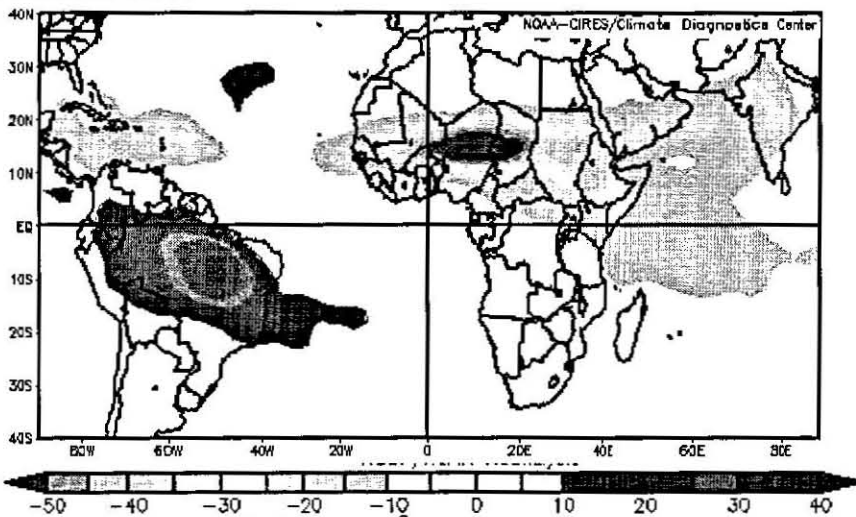 NOAA-CIRES/Climate Diagnostics Center
40N
30N
20N
10N
EQ
10S
20S
30S
40S
80W 60W 40W 20W 0 20E 40E 60E 80E
-50 -40 -30 -20 -10 0 10 20 30 40